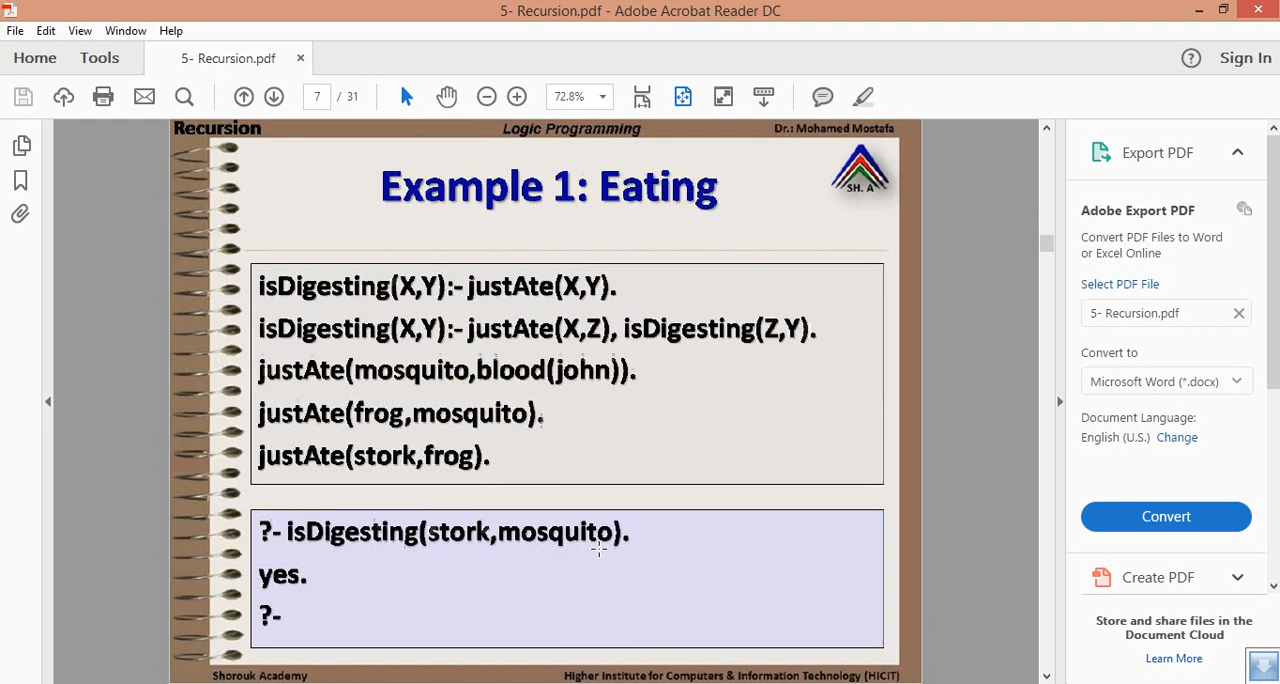 5- Recursion.pdf - Adobe Acrobat Reader DC
File Edit View Window Help
Home Tools 5- Recursion.pdf × ? Sign In
7 / 31 72.8%
Recursion Logic Programming Dr.: Mohamed Mostafa
SH. A
Example 1: Eating
isDigesting(X,Y):- justAte(X,Y).
isDigesting(X,Y):- justAte(X,Z), isDigesting(Z,Y).
justAte(mosquito,blood(john)).
justAte(frog,mosquito).
justAte(stork,frog).
?- isDigesting(stork,mosquito).
yes.
?-
Shorouk Academy Higher Institute for Computers & Information Technology (HICIT)
Export PDF
Adobe Export PDF
Convert PDF Files to Word
or Excel Online
Select PDF File
5- Recursion.pdf
Convert to
Microsoft Word (*.docx)
Document Language:
English (U.S.) Change
Convert
Create PDF
Store and share files in the
Document Cloud
Learn More